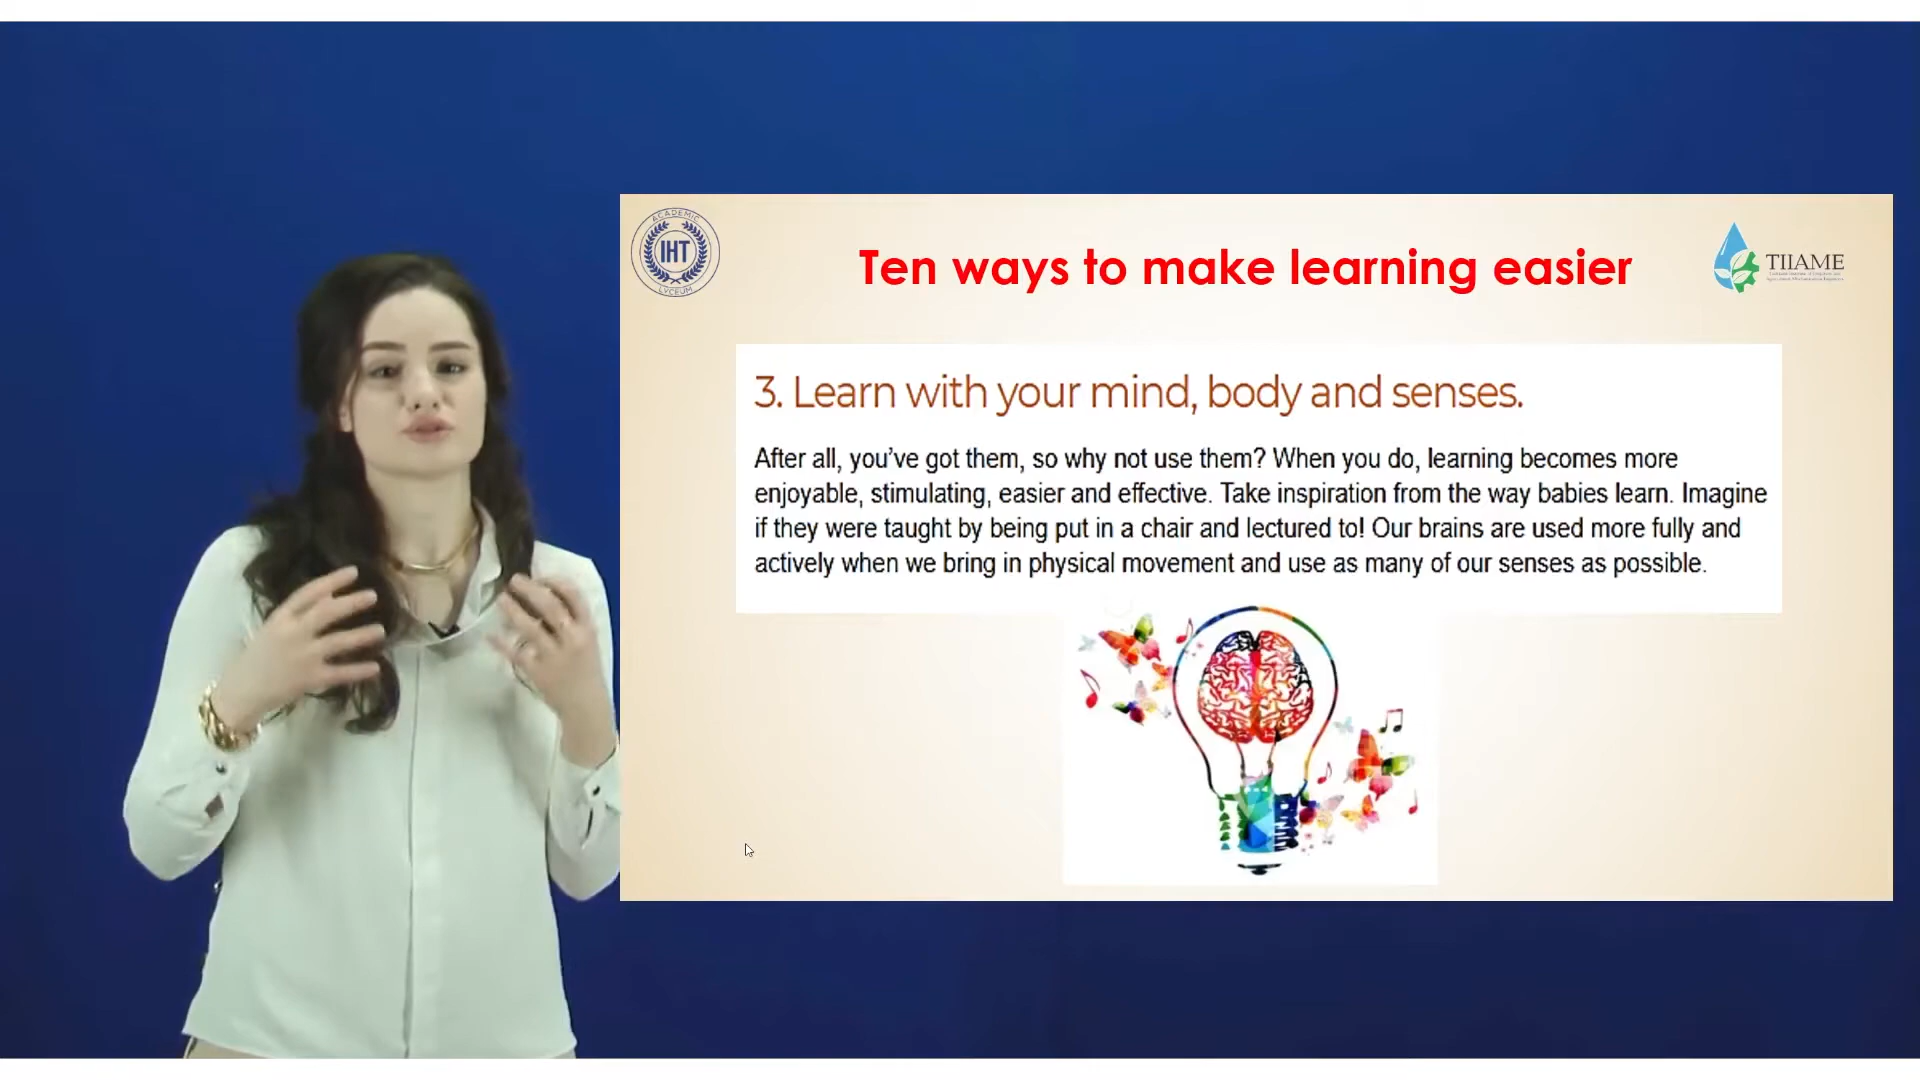 ACADEMIC
IHT
LYCEUM
Ten ways to make learning easier
TIIAME
3. Learn with your mind, body and senses.
After all, you've got them, so why not use them? When you do, learning becomes more
enjoyable, stimulating, easier and effective. Take inspiration from the way babies learn. Imagine
if they were taught by being put in a chair and lectured to! Our brains are used more fully and
actively when we bring in physical movement and use as many of our senses as possible.